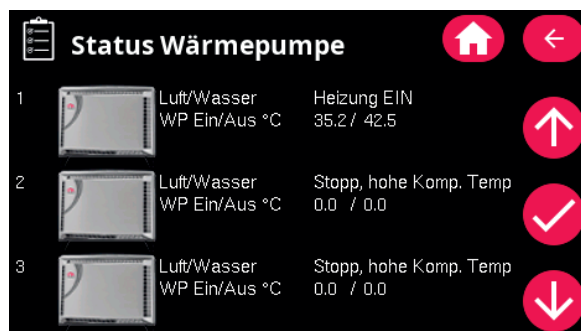 Status Wärmepumpe
1 Luft/Wasser Heizung EIN
WP Ein/Aus °C 35.2 / 42.5
2 Luft/Wasser Stopp, hohe Komp. Temp
WP Ein/Aus °C 0.0 / 0.0
3 Luft/Wasser Stopp, hohe Komp. Temp
WP Ein/Aus °C 0.0 / 0.0